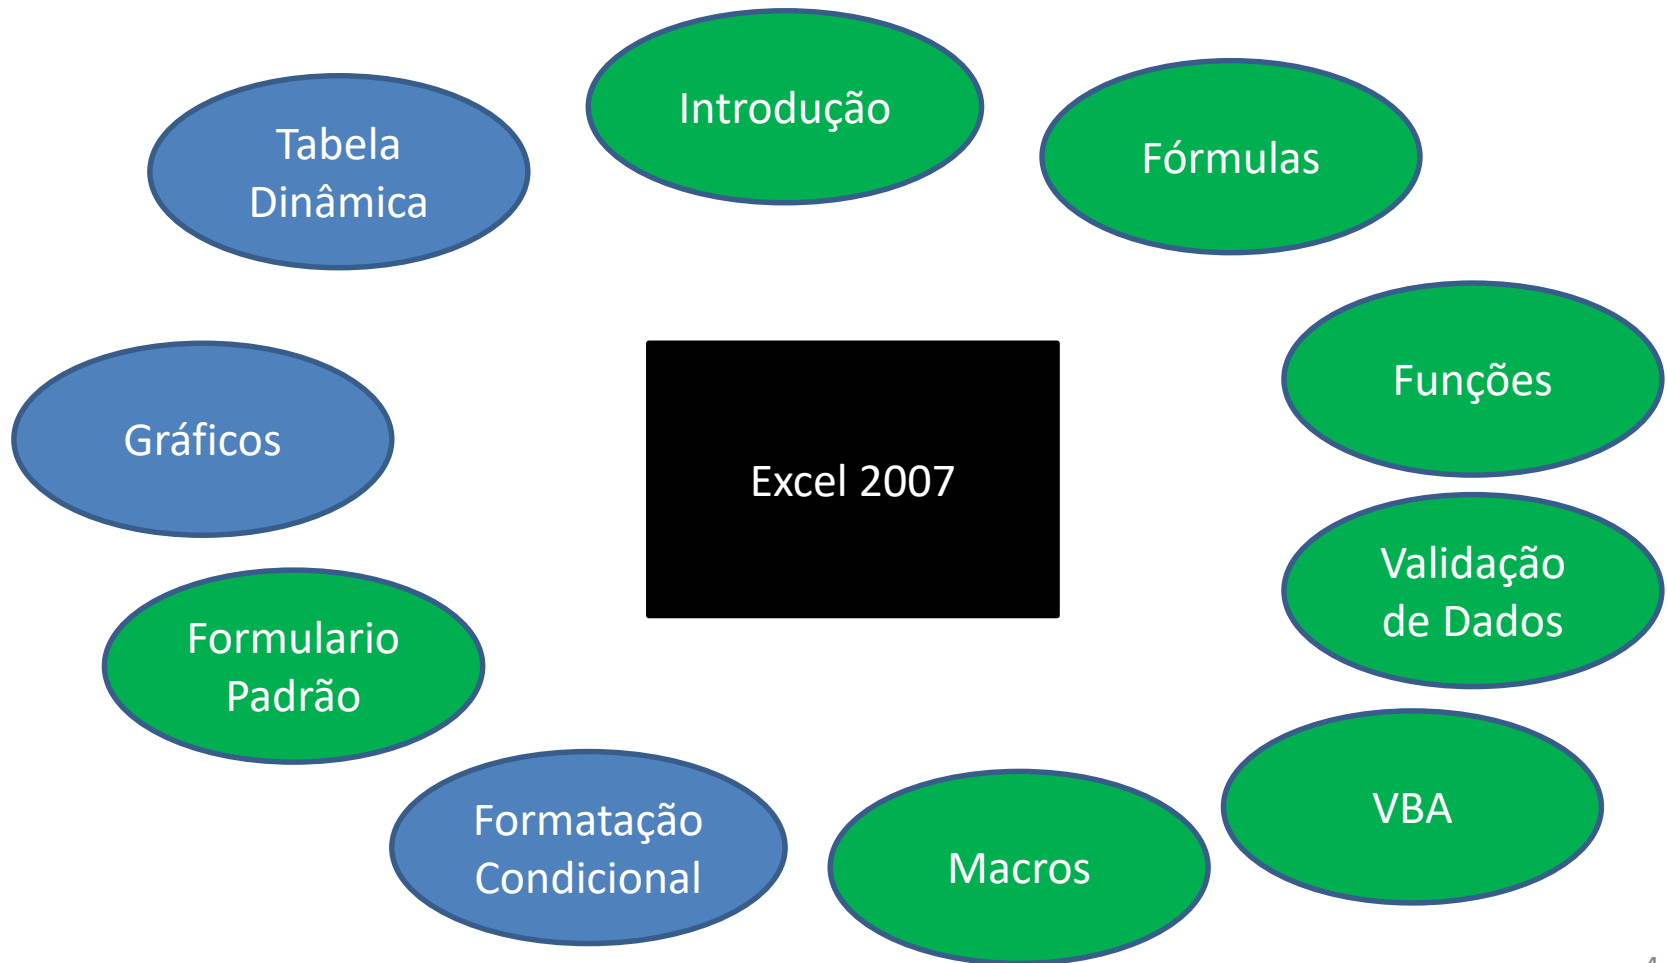 Introdução
Fórmulas
Tabela
Dinâmica
Funções
Gráficos
Excel 2007
Validação
de Dados
Formulario
Padrão
VBA
Formatação
Condicional
Macros